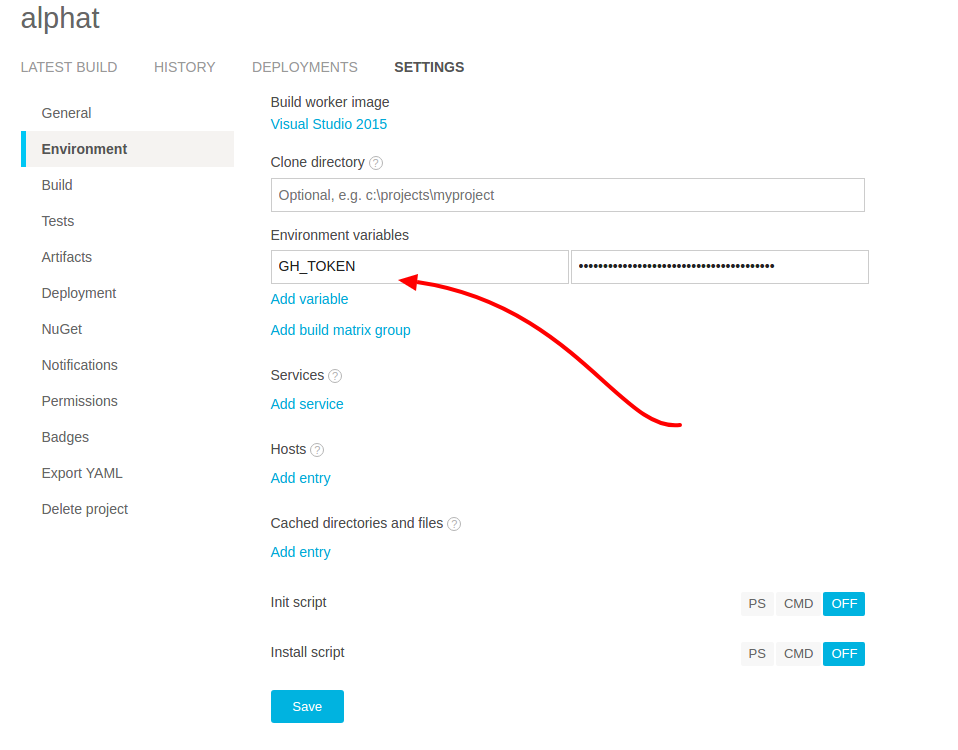 alphat
LATEST BUILD HISTORY DEPLOYMENTS SETTINGS
General
Environment
Build
Tests
Artifacts
Deployment
NuGet
Notifications
Permissions
Badges
Export YAML
Delete project
Build worker image
Visual Studio 2015
Clone directory ?
Optional, e.g. c:\projects\myproject
Environment variables
GH_TOKEN ••••••••••••••••••••••••••••••••••••••••
Add variable
Add build matrix group
Services ?
Add service
Hosts ?
Add entry
Cached directories and files ?
Add entry
Init script PS CMD OFF
Install script PS CMD OFF
Save